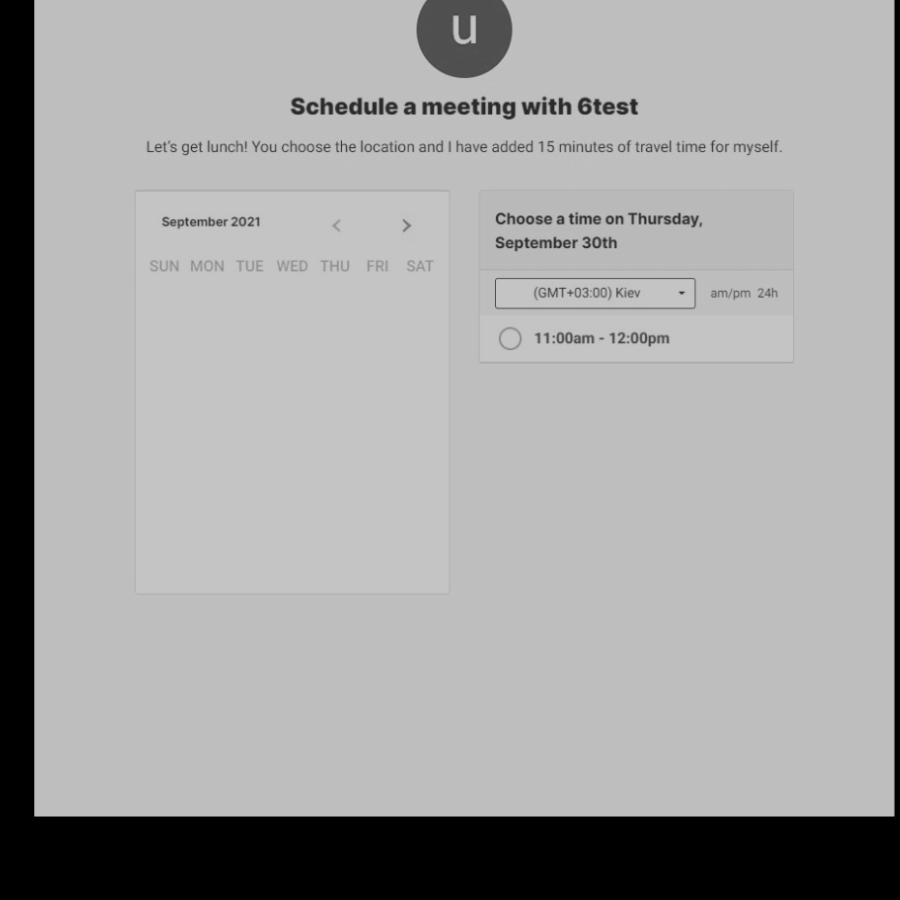 u
Schedule a meeting with 6test
Let's get lunch! You choose the location and I have added 15 minutes of travel time for myself.
September 2021
SUN MON TUE WED THU FRI SAT
Choose a time on Thursday,
September 30th
(GMT+03:00) Kiev
am/pm 24h
11:00am - 12:00pm